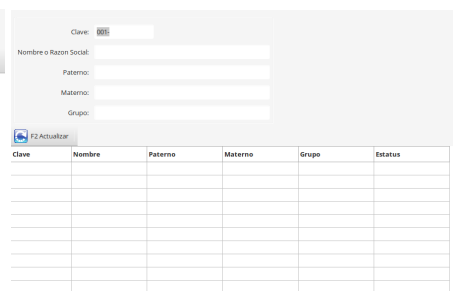 Clave: 001-
Nombre o Razon Social:
Paterno:
Materno:
Grupo:
F2 Actualizar
Clave Nombre Paterno Materno Grupo Estatus